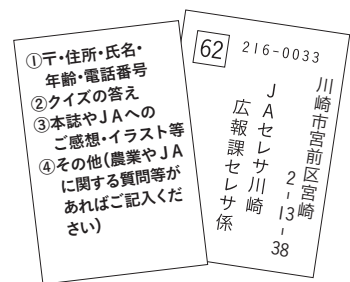 ①〒・住所・氏名・
年齢・電話番号
②クイズの答え
③本誌やJAへの
ご感想・イラスト等
④その他(農業やJA
に関する質問等が
あればご記入くだ
さい)
62
216-0033
川崎市宮前区宮崎
2-13-38
JAセレサ川崎
広報課セレサ係